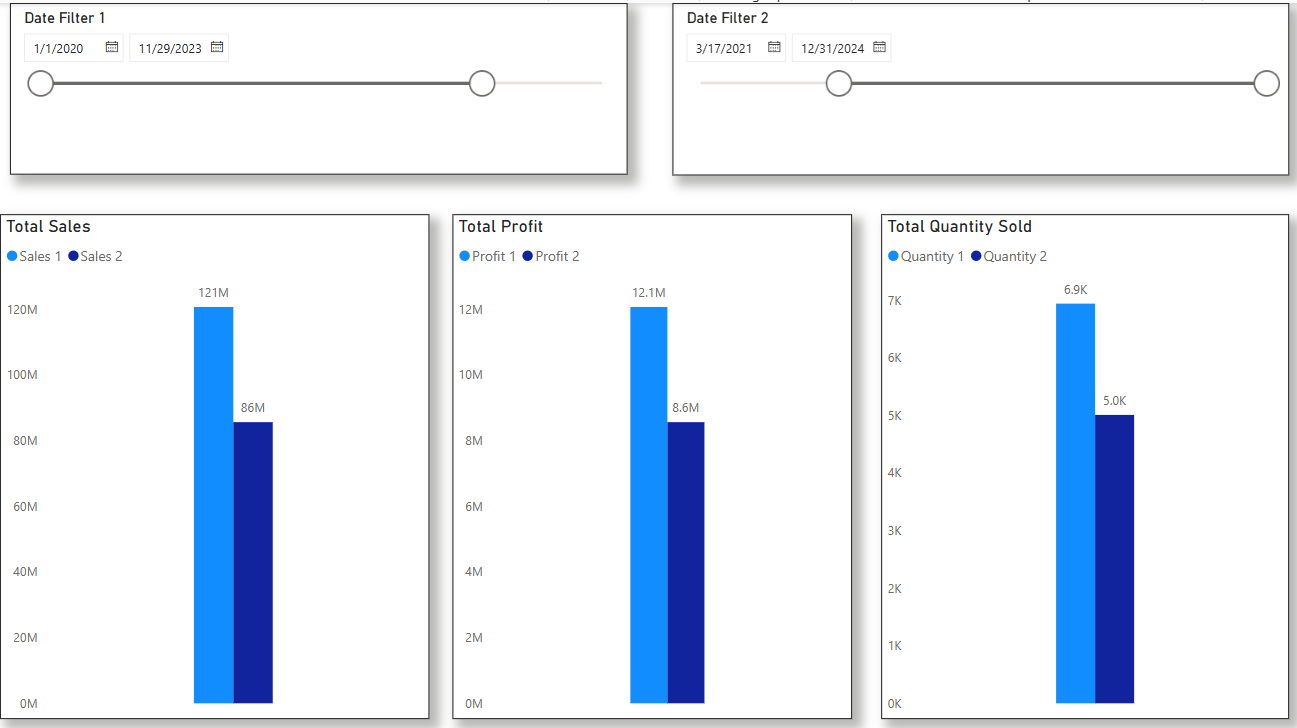 Date Filter 1
1/1/2020 11/29/2023
Date Filter 2
3/17/2021 12/31/2024
Total Sales
Sales 1 Sales 2
121M
120M
100M
86M
80M
60M
40M
20M
0M
Total Profit
Profit 1 Profit 2
12.1M
12M
10M
8.6M
8M
6M
4M
2M
0M
Total Quantity Sold
Quantity 1 Quantity 2
6.9K
7K
6K
5.0K
5K
4K
3K
2K
1K
0K